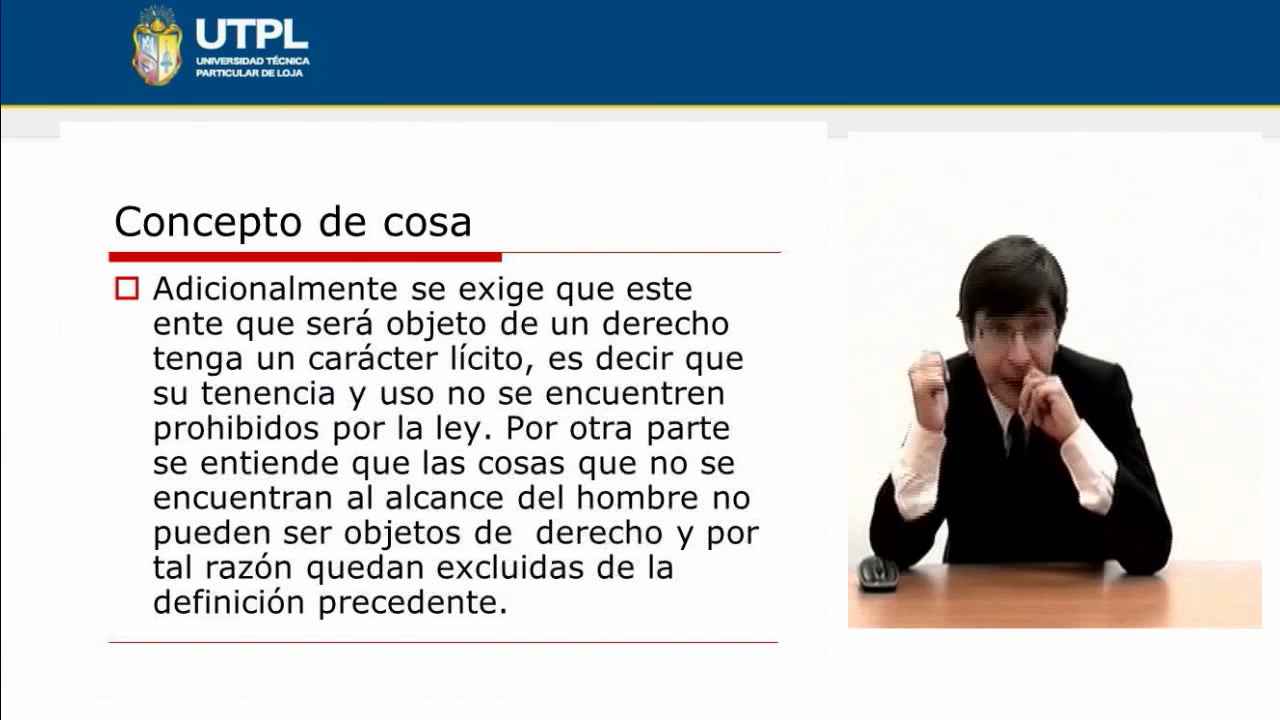 UTPL
UNIVERSIDAD TÉCNICA
PARTICULAR DE LOJA
Concepto de cosa
Adicionalmente se exige que este
ente que será objeto de un derecho
tenga un carácter lícito, es decir que
su tenencia y uso no se encuentren
prohibidos por la ley. Por otra parte
se entiende que las cosas que no se
encuentran al alcance del hombre no
pueden ser objetos de  derecho y por
tal razón quedan excluidas de la
definición precedente.